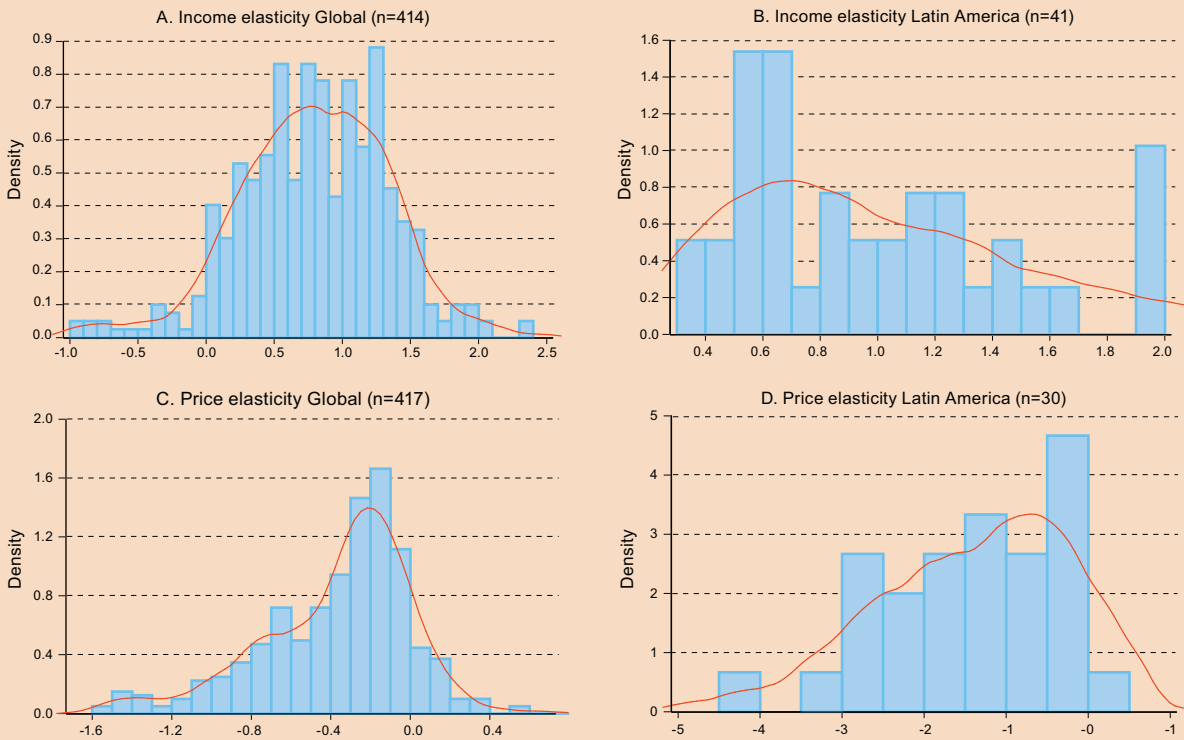 A. Income elasticity Global (n=414)
Density
0.9
0.8
0.7
0.6
0.5
0.4
0.3
0.2
0.1
0.0
-1.0 -0.5 0.0 0.5 1.0 1.5 2.0 2.5
B. Income elasticity Latin America (n=41)
Density
1.6
1.4
1.2
1.0
0.8
0.6
0.4
0.2
0.0
0.4 0.6 0.8 1.0 1.2 1.4 1.6 1.8 2.0
C. Price elasticity Global (n=417)
Density
2.0
1.6
1.2
0.8
0.4
0.0
-1.6 -1.2 -0.8 -0.4 0.0 0.4
D. Price elasticity Latin America (n=30)
Density
5
4
3
2
1
0
-5 -4 -3 -2 -1 -0 -1